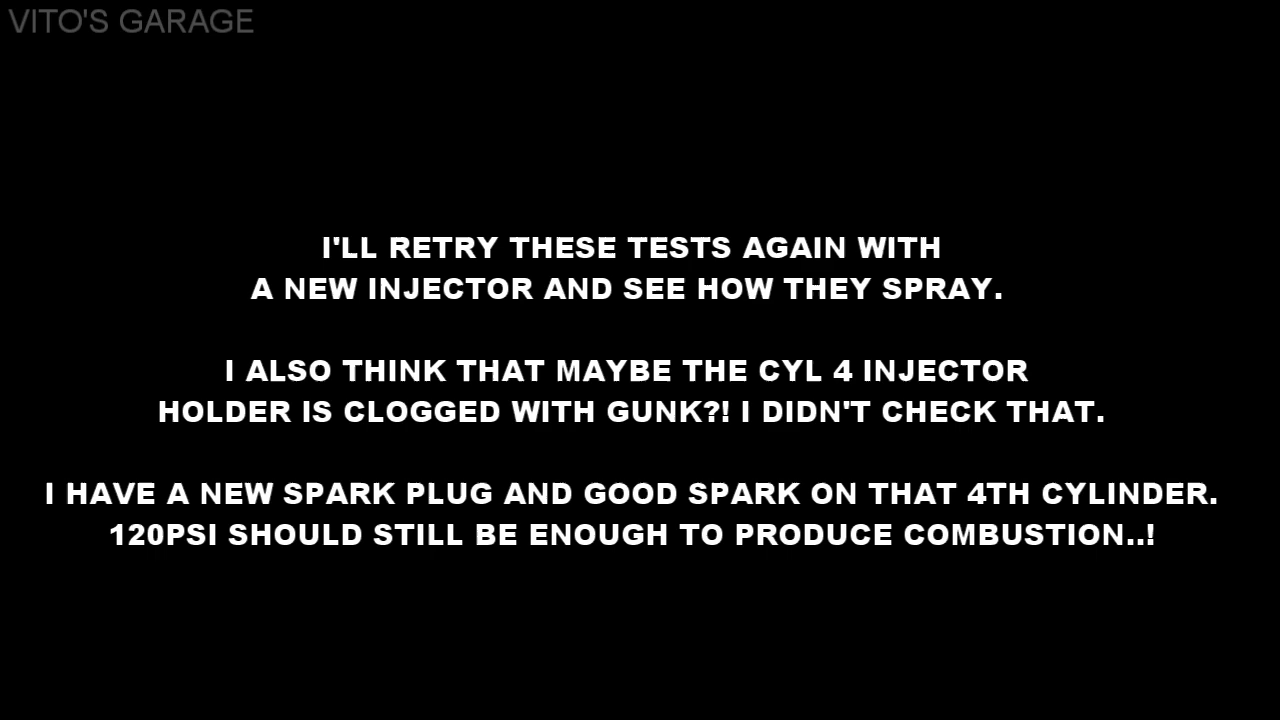 VITO'S GARAGE
I'LL RETRY THESE TESTS AGAIN WITH
A NEW INJECTOR AND SEE HOW THEY SPRAY.
I ALSO THINK THAT MAYBE THE CYL 4 INJECTOR
HOLDER IS CLOGGED WITH GUNK?! I DIDN'T CHECK THAT.
I HAVE A NEW SPARK PLUG AND GOOD SPARK ON THAT 4TH CYLINDER.
120PSI SHOULD STILL BE ENOUGH TO PRODUCE COMBUSTION..!